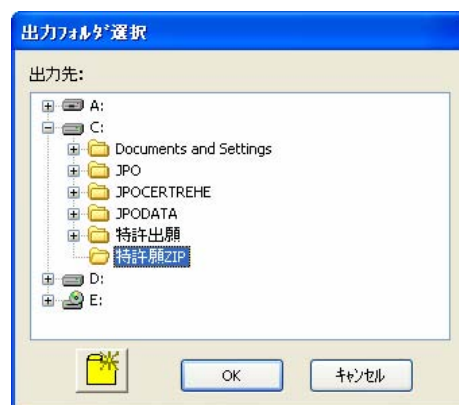 出力ﾌｫﾙﾀﾞ選択
出力先:
A:
C:
Documents and Settings
JPO
JPOCERTREHE
JPODATA
特許出願
特許願ZIP
D:
E:
OK
ｷｬﾝｾﾙ